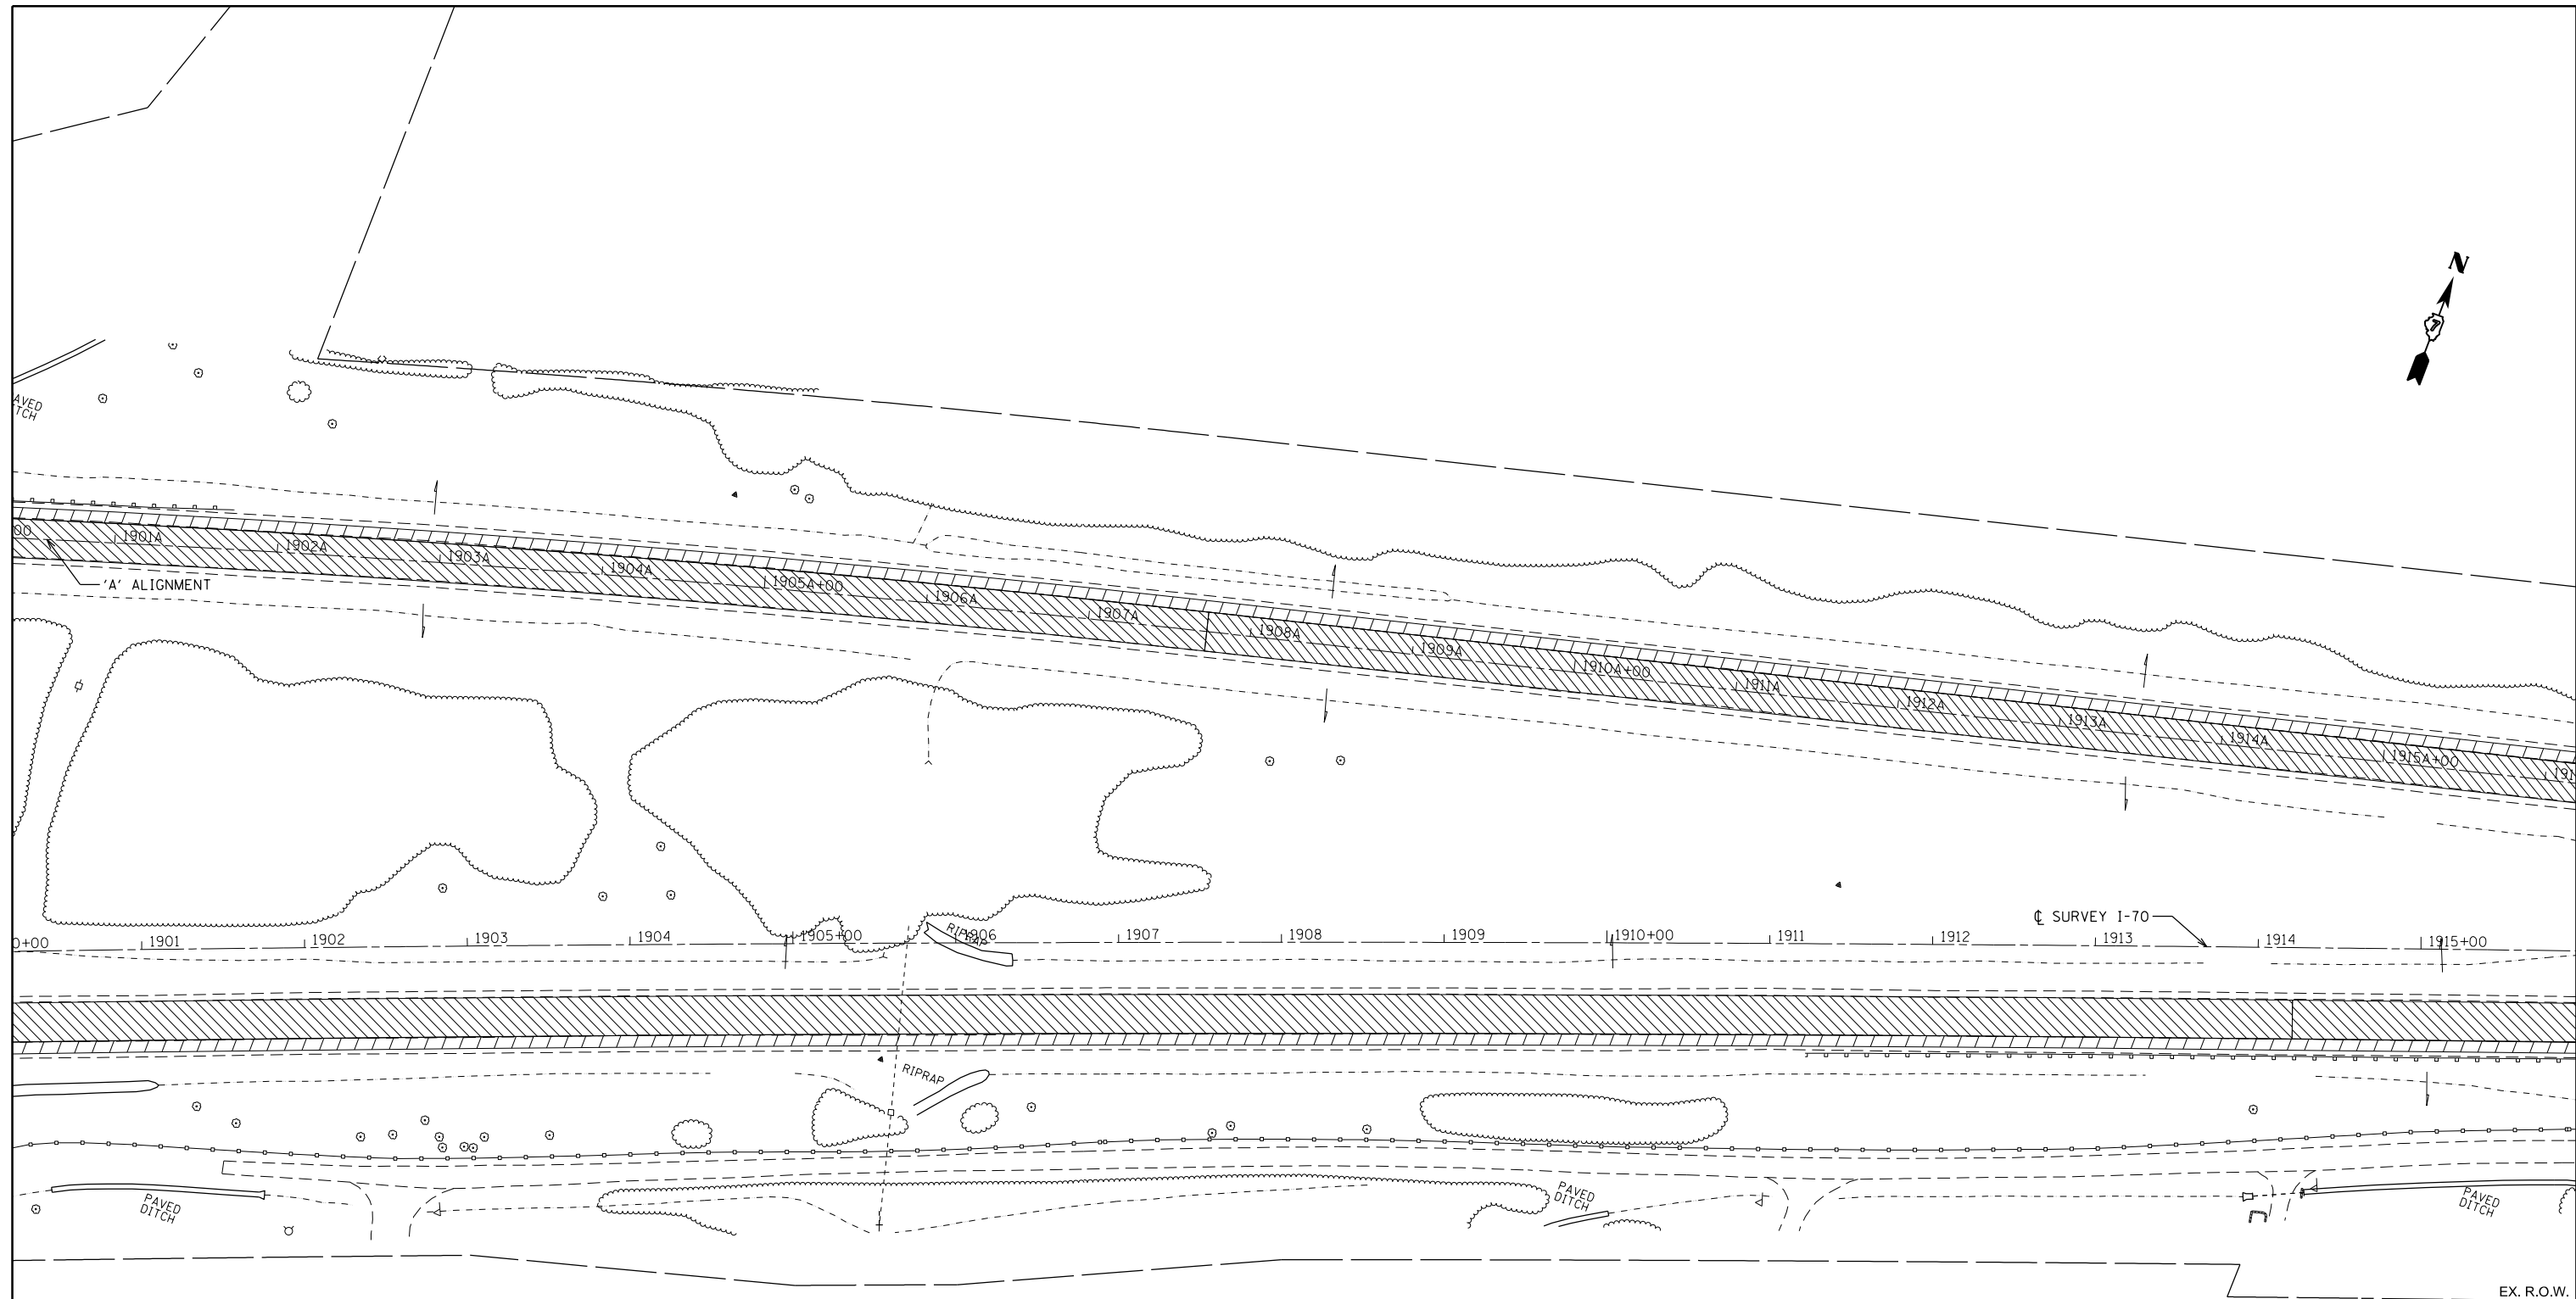 N
7
AVED
TCH
00
1901A
1902A
1903A
1904A
1905A+00
1906A
1907A
1908A
1909A
1910A+00
1911A
1912A
1913A
1914A
1915A+00
191
'A' ALIGNMENT
℄ SURVEY I-70
0+00
1901
1902
1903
1904
1905+00
1906
1907
1908
1909
1910+00
1911
1912
1913
1914
1915+00
RIPRAP
RIPRAP
PAVED
DITCH
PAVED
DITCH
PAVED
DITCH
EX. R.O.W.